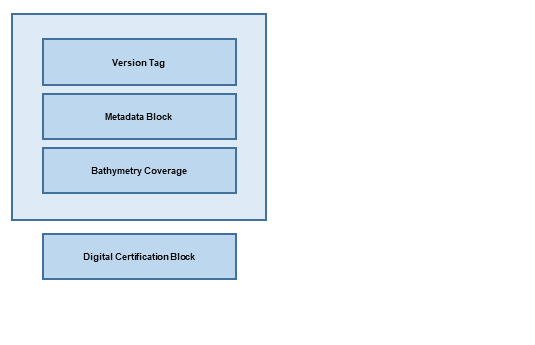 Version Tag
Metadata Block
Bathymetry Coverage
Digital Certification Block